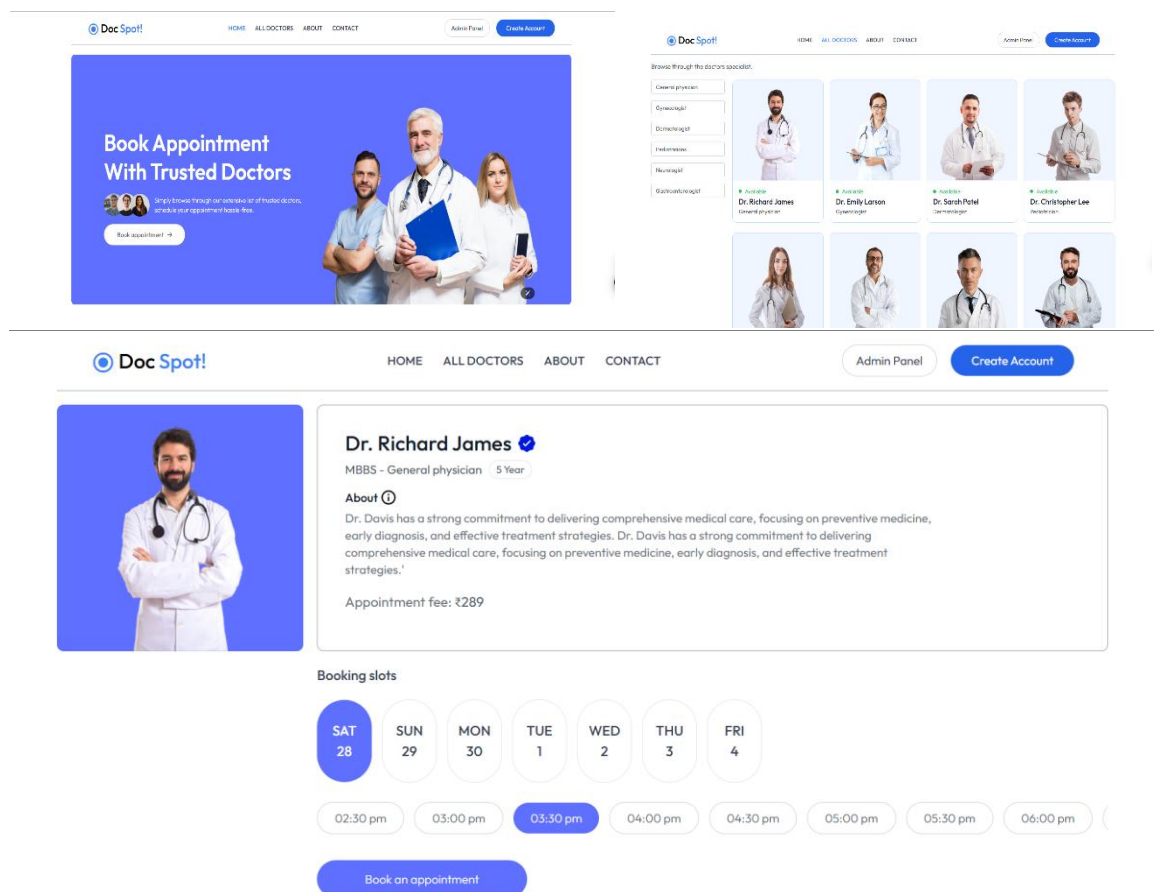 Doc Spot!
HOME ALL DOCTORS ABOUT CONTACT
Admin Panel
Create Account
Book Appointment
With Trusted Doctors
Simply browse through our extensive list of trusted doctors,
schedule your appointment hassle-free.
Book appointment →
Doc Spot!
HOME ALL DOCTORS ABOUT CONTACT
Admin Panel
Create Account
Browse through the doctors specialist.
General physician
Gynecologist
Dermatologist
Pediatricians
Neurologist
Gastroenterologist
Available
Dr. Richard James
General physician
Available
Dr. Emily Larson
Gynecologist
Available
Dr. Sarah Patel
Dermatologist
Available
Dr. Christopher Lee
Pediatrician
Doc Spot!
HOME ALL DOCTORS ABOUT CONTACT
Admin Panel
Create Account
Dr. Richard James
MBBS - General physician 5 Year
About
Dr. Davis has a strong commitment to delivering comprehensive medical care, focusing on preventive medicine,
early diagnosis, and effective treatment strategies. Dr. Davis has a strong commitment to delivering
comprehensive medical care, focusing on preventive medicine, early diagnosis, and effective treatment
strategies.'
Appointment fee: ₹289
Booking slots
SAT SUN MON TUE WED THU FRI
28 29 30 1 2 3 4
02:30 pm 03:00 pm 03:30 pm 04:00 pm 04:30 pm 05:00 pm 05:30 pm 06:00 pm
Book an appointment